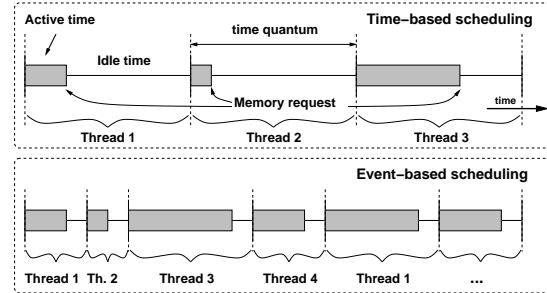 Time–based scheduling
Active time
time quantum
Idle time
Memory request
time
Thread 1
Thread 2
Thread 3
Event–based scheduling
Thread 1
Th. 2
Thread 3
Thread 4
Thread 1
...